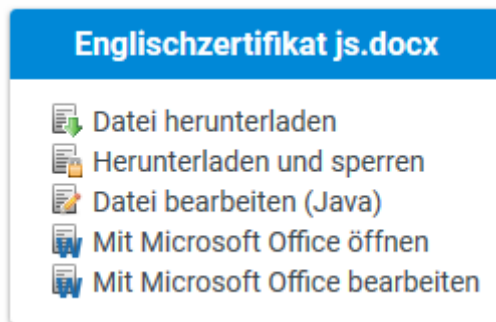 Englischzertifikat js.docx
Datei herunterladen
Herunterladen und sperren
Datei bearbeiten (Java)
Mit Microsoft Office öffnen
Mit Microsoft Office bearbeiten